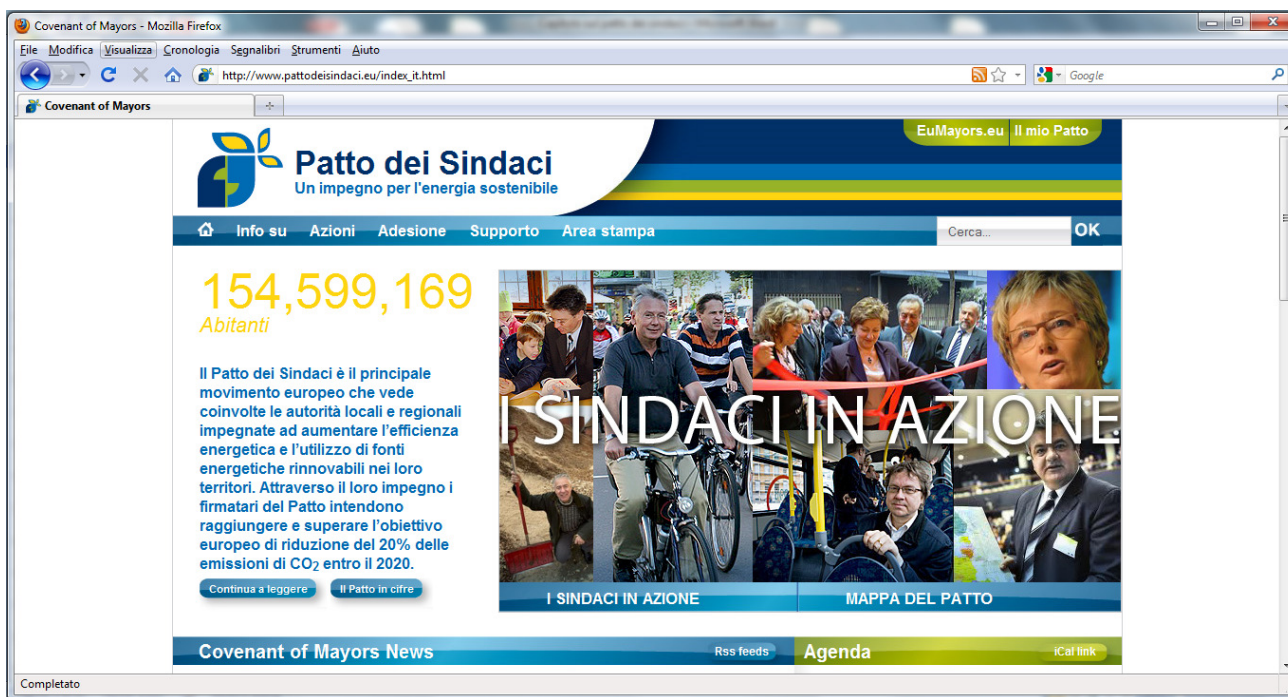 Covenant of Mayors - Mozilla Firefox
File Modifica Visualizza Cronologia Segnalibri Strumenti Aiuto
http://www.pattodeisindaci.eu/index_it.html
Google
Covenant of Mayors
EuMayors.eu Il mio Patto
Patto dei Sindaci
Un impegno per l'energia sostenibile
Info su Azioni Adesione Supporto Area stampa
Cerca... OK
154,599,169
Abitanti
Il Patto dei Sindaci è il principale
movimento europeo che vede
coinvolte le autorità locali e regionali
impegnate ad aumentare l'efficienza
energetica e l'utilizzo di fonti
energetiche rinnovabili nei loro
territori. Attraverso il loro impegno i
firmatari del Patto intendono
raggiungere e superare l'obiettivo
europeo di riduzione del 20% delle
emissioni di CO2 entro il 2020.
Continua a leggere Il Patto in cifre
I SINDACI IN AZIONE
I SINDACI IN AZIONE MAPPA DEL PATTO
Covenant of Mayors News Rss feeds
Agenda iCal link
Completato